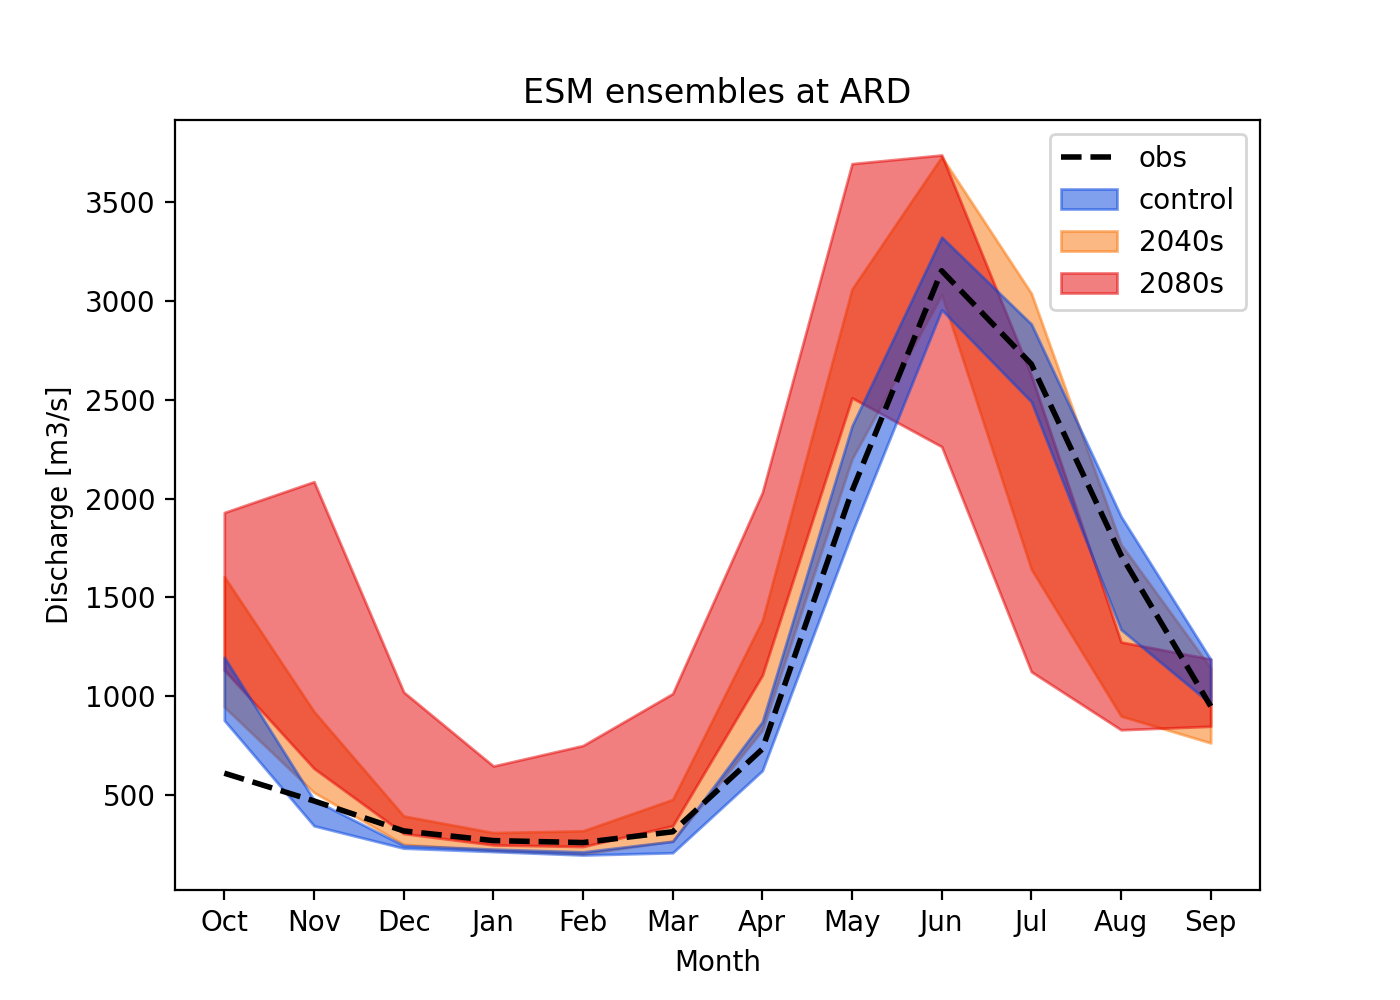 ESM ensembles at ARD
obs
control
2040s
2080s
Discharge [m3/s]
3500
3000
2500
2000
1500
1000
500
Oct Nov Dec Jan Feb Mar Apr May Jun Jul Aug Sep
Month